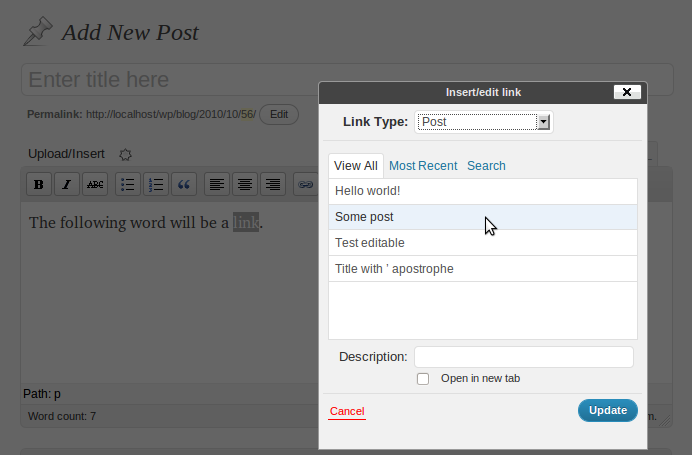 Add New Post
Enter title here
Permalink: http://localhost/wp/blog/2010/10/56/ Edit
Upload/Insert
B I ABC
The following word will be a link.
Path: p
Word count: 7
Insert/edit link
Link Type: Post
View All Most Recent Search
Hello world!
Some post
Test editable
Title with ' apostrophe
Description:
Open in new tab
Cancel Update
m.